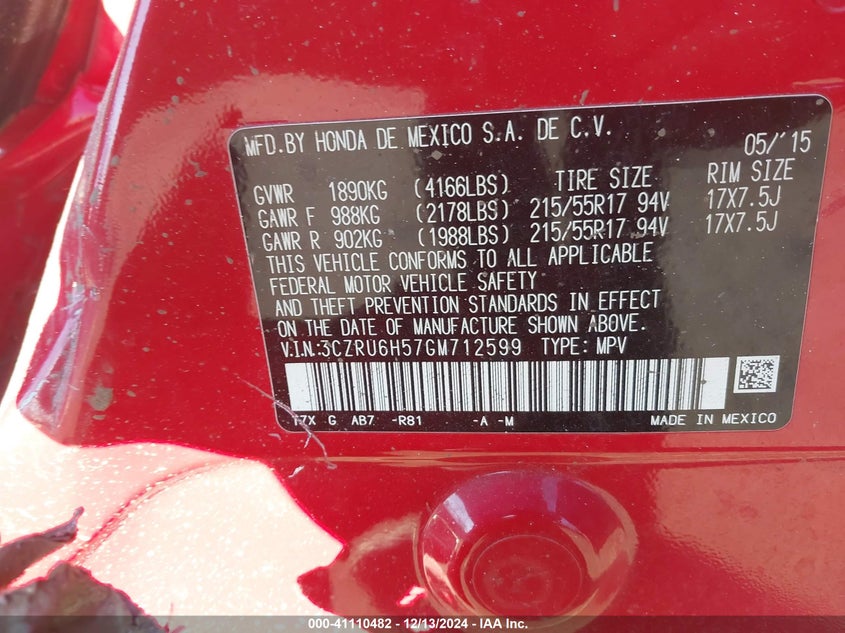 MFD.BY HONDA DE MEXICO S.A. DE C.V. 05/'15
TIRE SIZE RIM SIZE
GVWR 1890KG (4166LBS)
GAWR F 988KG (2178LBS) 215/55R17 94V 17X7.5J
GAWR R 902KG (1988LBS) 215/55R17 94V 17X7.5J
THIS VEHICLE CONFORMS TO ALL APPLICABLE
FEDERAL MOTOR VEHICLE SAFETY
AND THEFT PREVENTION STANDARDS IN EFFECT
ON THE DATE OF MANUFACTURE SHOWN ABOVE.
V.I.N:3CZRU6H57GM712599 TYPE: MPV
T7X G AB7 -R81 -A -M MADE IN MEXICO
000-41110482 - 12/13/2024 - IAA Inc.